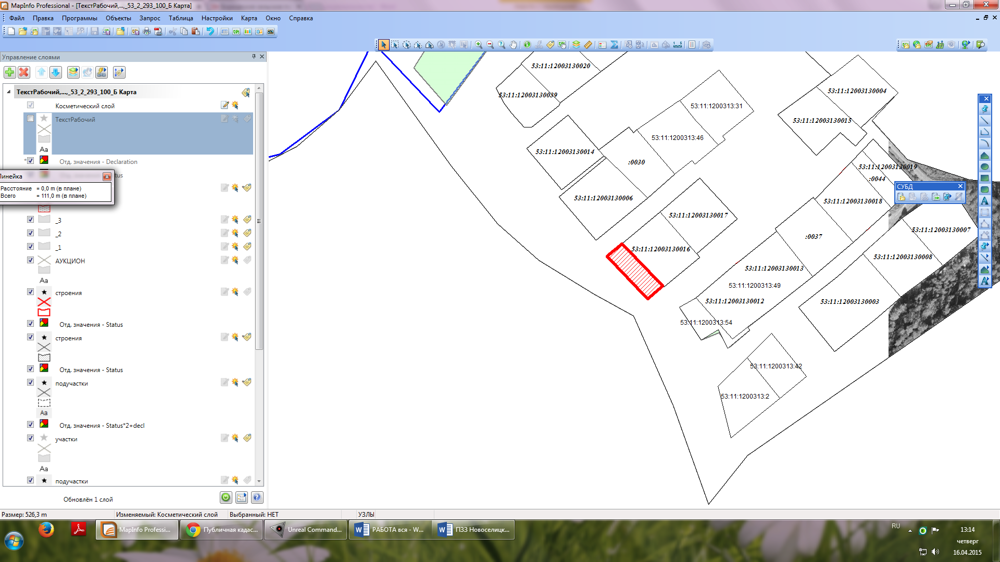 MapInfo Professional - [ТекстРабочий,...,_53_2_293_100_Б Карта]
Файл Правка Программы Объекты Запрос Таблица Настройки Карта Окно Справка
Управление слоями
ТекстРабочий,...,_53_2_293_100_Б Карта
Косметический слой
ТекстРабочий
Aa
Отд. значения - Declaration
Линейка
Расстояние = 0,0 m (в плане)
Всего = 111,0 m (в плане)
_3
_2
_1
АУКЦИОН
Aa
строения
Отд. значения - Status
строения
Отд. значения - Status
подучастки
Aa
Отд. значения - Status*2+decl
участки
Aa
подучастки
Обновлён 1 слой
53:11:12003130020
53:11:12003130039
53:11:1200313:31
53:11:12003130004
53:11:12003130015
53:11:1200313:46
53:11:12003130014
:0030
53:11:12003130019
:0044
СУБД
53:11:12003130006
53:11:12003130018
53:11:12003130017
53:11:12003130007
:0037
53:11:12003130016
53:11:12003130008
53:11:12003130013
53:11:1200313:49
53:11:12003130012
53:11:12003130003
53:11:1200313:54
53:11:1200313:42
53:11:1200313:2
Размер: 526,3 m Изменяемый: Косметический слой Выбранный: НЕТ УЗЛЫ
MapInfo Professi... Публичная кадас... Unreal Command... РАБОТА вся - W... ПЗЗ Новоселицк...
RU
13:14
четверг
16.04.2015